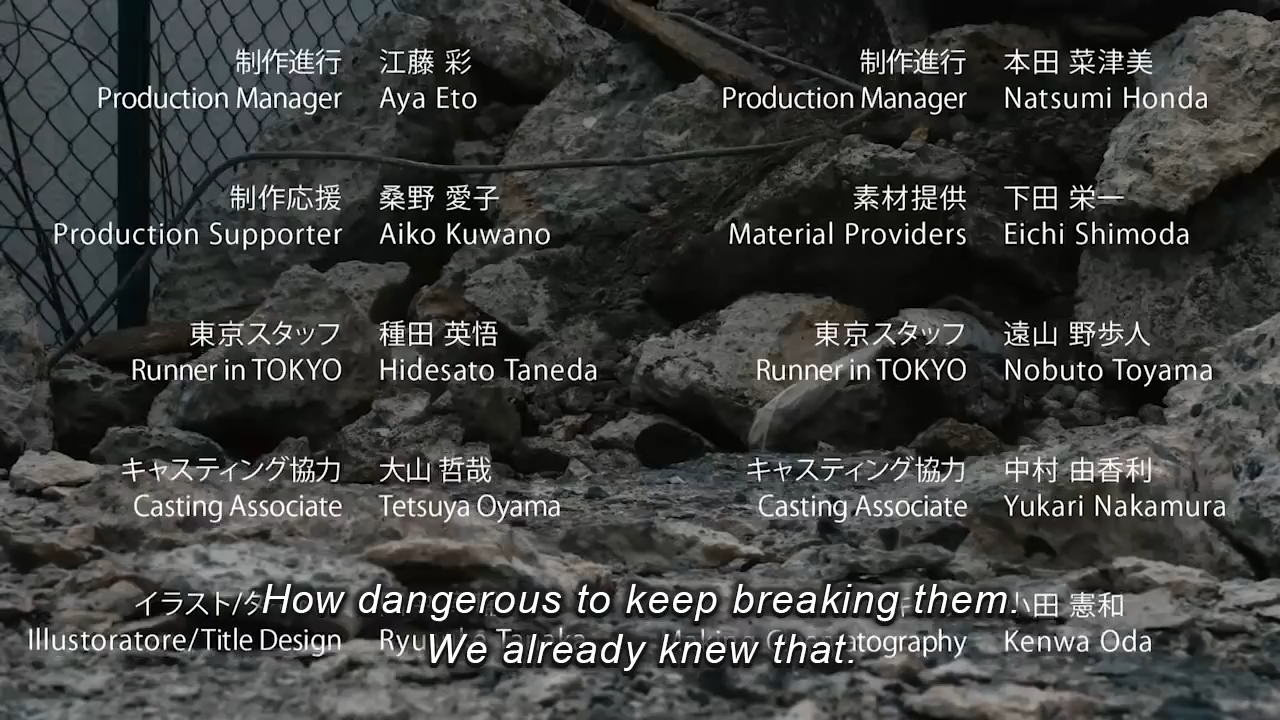 制作進行 江藤 彩
Production Manager Aya Eto
制作進行 本田 菜津美
Production Manager Natsumi Honda
制作応援 桑野 愛子
Production Supporter Aiko Kuwano
素材提供 下田 栄一
Material Providers Eichi Shimoda
東京スタッフ 種田 英悟
Runner in TOKYO Hidesato Taneda
東京スタッフ 遠山 野歩人
Runner in TOKYO Nobuto Toyama
キャスティング協力 大山 哲哉
Casting Associate Tetsuya Oyama
キャスティング協力 中村 由香利
Casting Associate Yukari Nakamura
イラスト/
Illustoratore/Title Design
小田 憲和
Kenwa Oda
How dangerous to keep breaking them.
We already knew that.